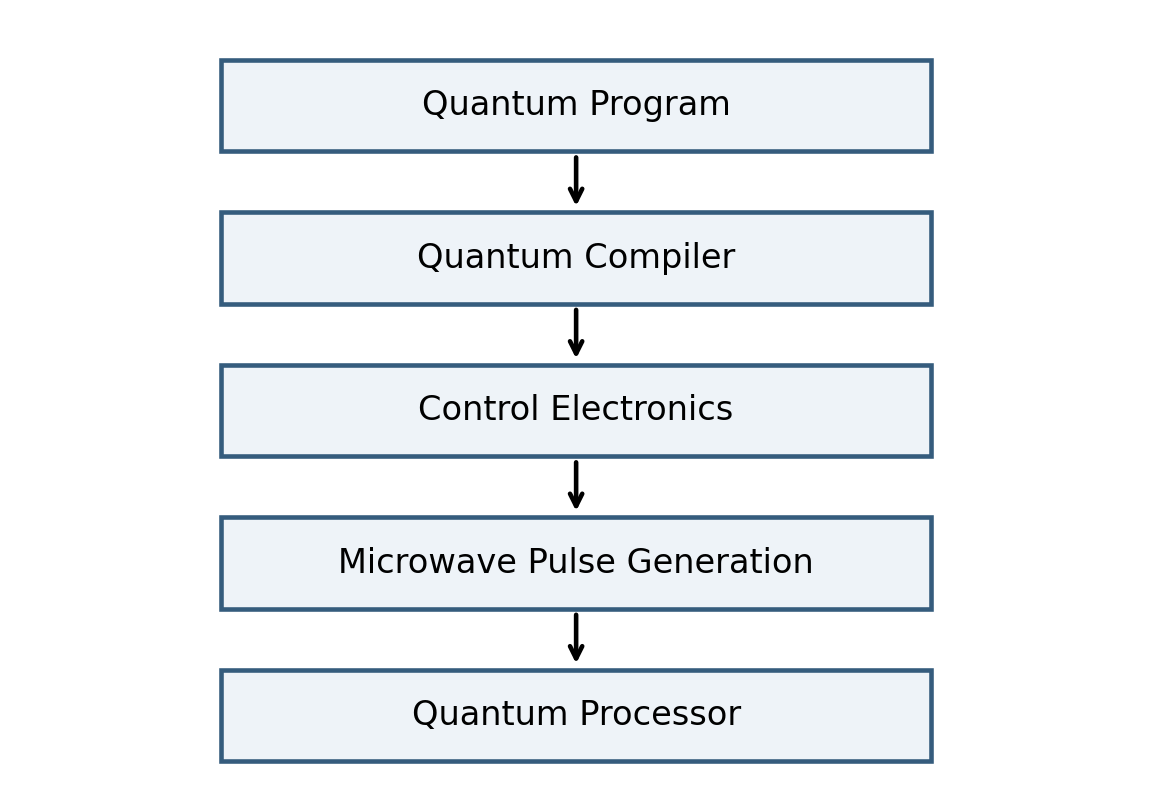 Quantum Program
Quantum Compiler
Control Electronics
Microwave Pulse Generation
Quantum Processor